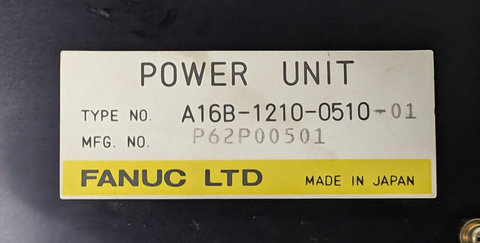 POWER UNIT
TYPE NO. A16B-1210-0510-01
MFG. NO. P62P00501
FANUC LTD MADE IN JAPAN